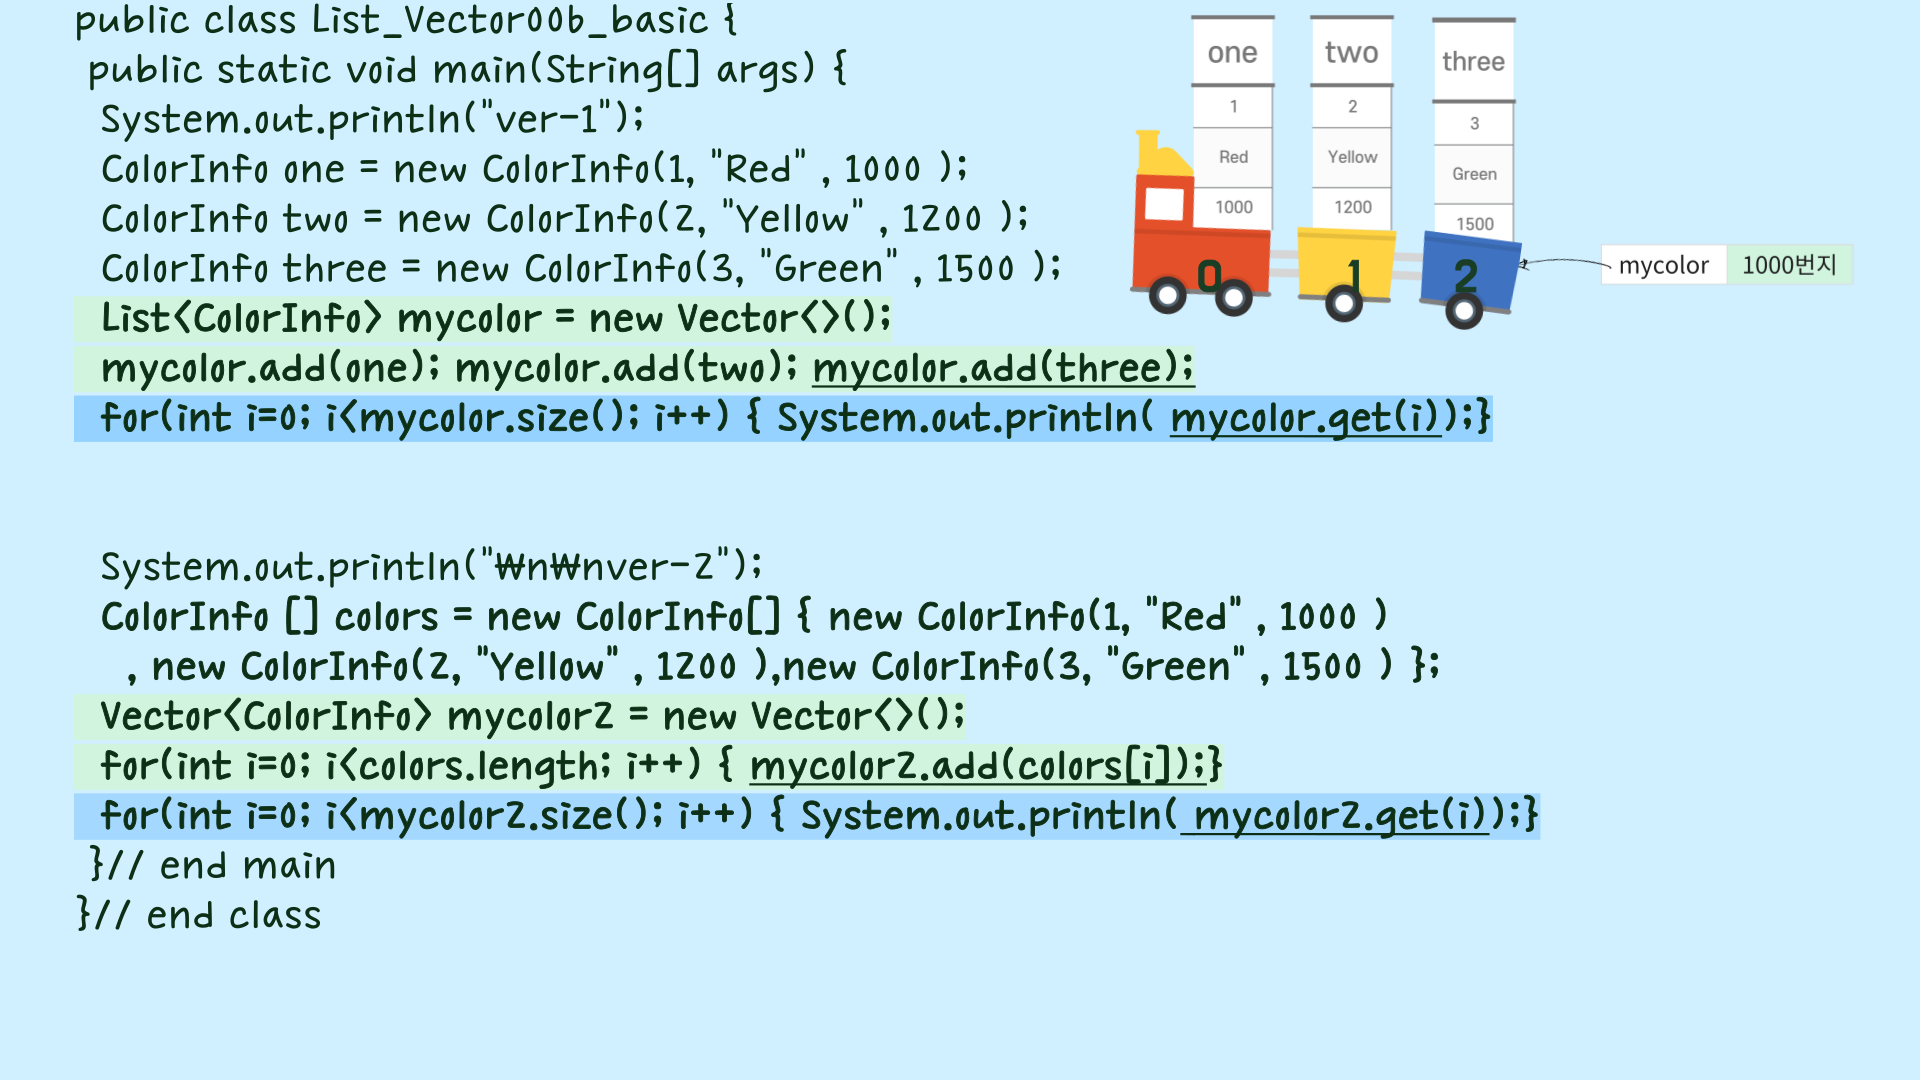 public class List_Vector006_basic {
public static void main(String[] args) {
System.out.println("ver-1");
ColorInfo one = new ColorInfo(1, "Red" , 1000 );
ColorInfo two = new ColorInfo(2, "Yellow" , 1200 );
ColorInfo three = new ColorInfo(3, "Green" , 1500 );
List<ColorInfo> mycolor = new Vector<>();
mycolor.add(one); mycolor.add(two); mycolor.add(three);
for(int i=0; i<mycolor.size(); i++) { System.out.println( mycolor.get(i));}
System.out.println("₩n₩nver-2");
ColorInfo [] colors = new ColorInfo[] { new ColorInfo(1, "Red" , 1000 )
, new ColorInfo(2, "Yellow" , 1200 ),new ColorInfo(3, "Green" , 1500 ) };
Vector<ColorInfo> mycolor2 = new Vector<>();
for(int i=0; i<colors.length; i++) { mycolor2.add(colors[i]);}
for(int i=0; i<mycolor2.size(); i++) { System.out.println( mycolor2.get(i));}
}// end main
}// end class
one
1
Red
1000
0
two
2
Yellow
1200
1
three
3
Green
1500
2
mycolor 1000번지